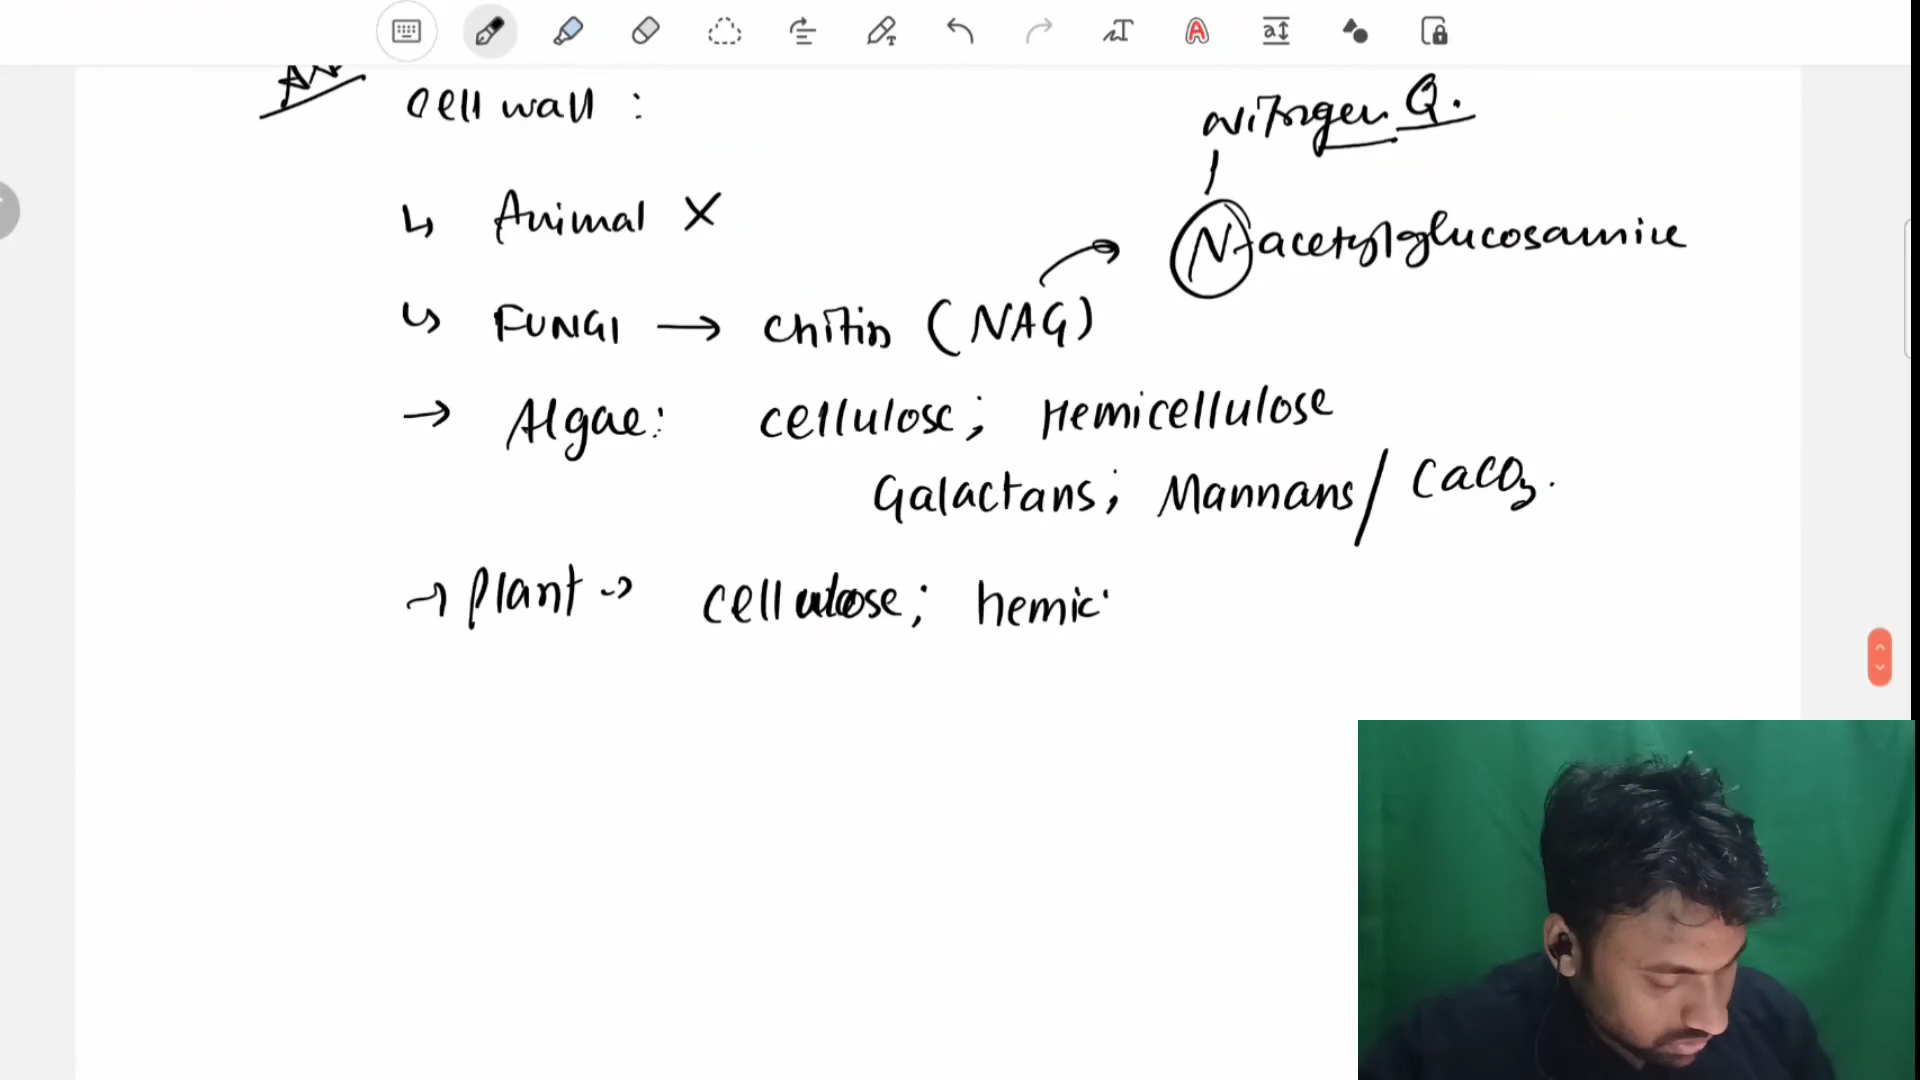 Cell wall :
Nitrogen Q.
↳ Animal X
N-acetylglucosamine
↳ FUNGI → Chitin (NAG)
→ Algae: Cellulose; Hemicellulose
Galactans; Mannans/ CaCO3.
→ Plant → Cellulose; hemic